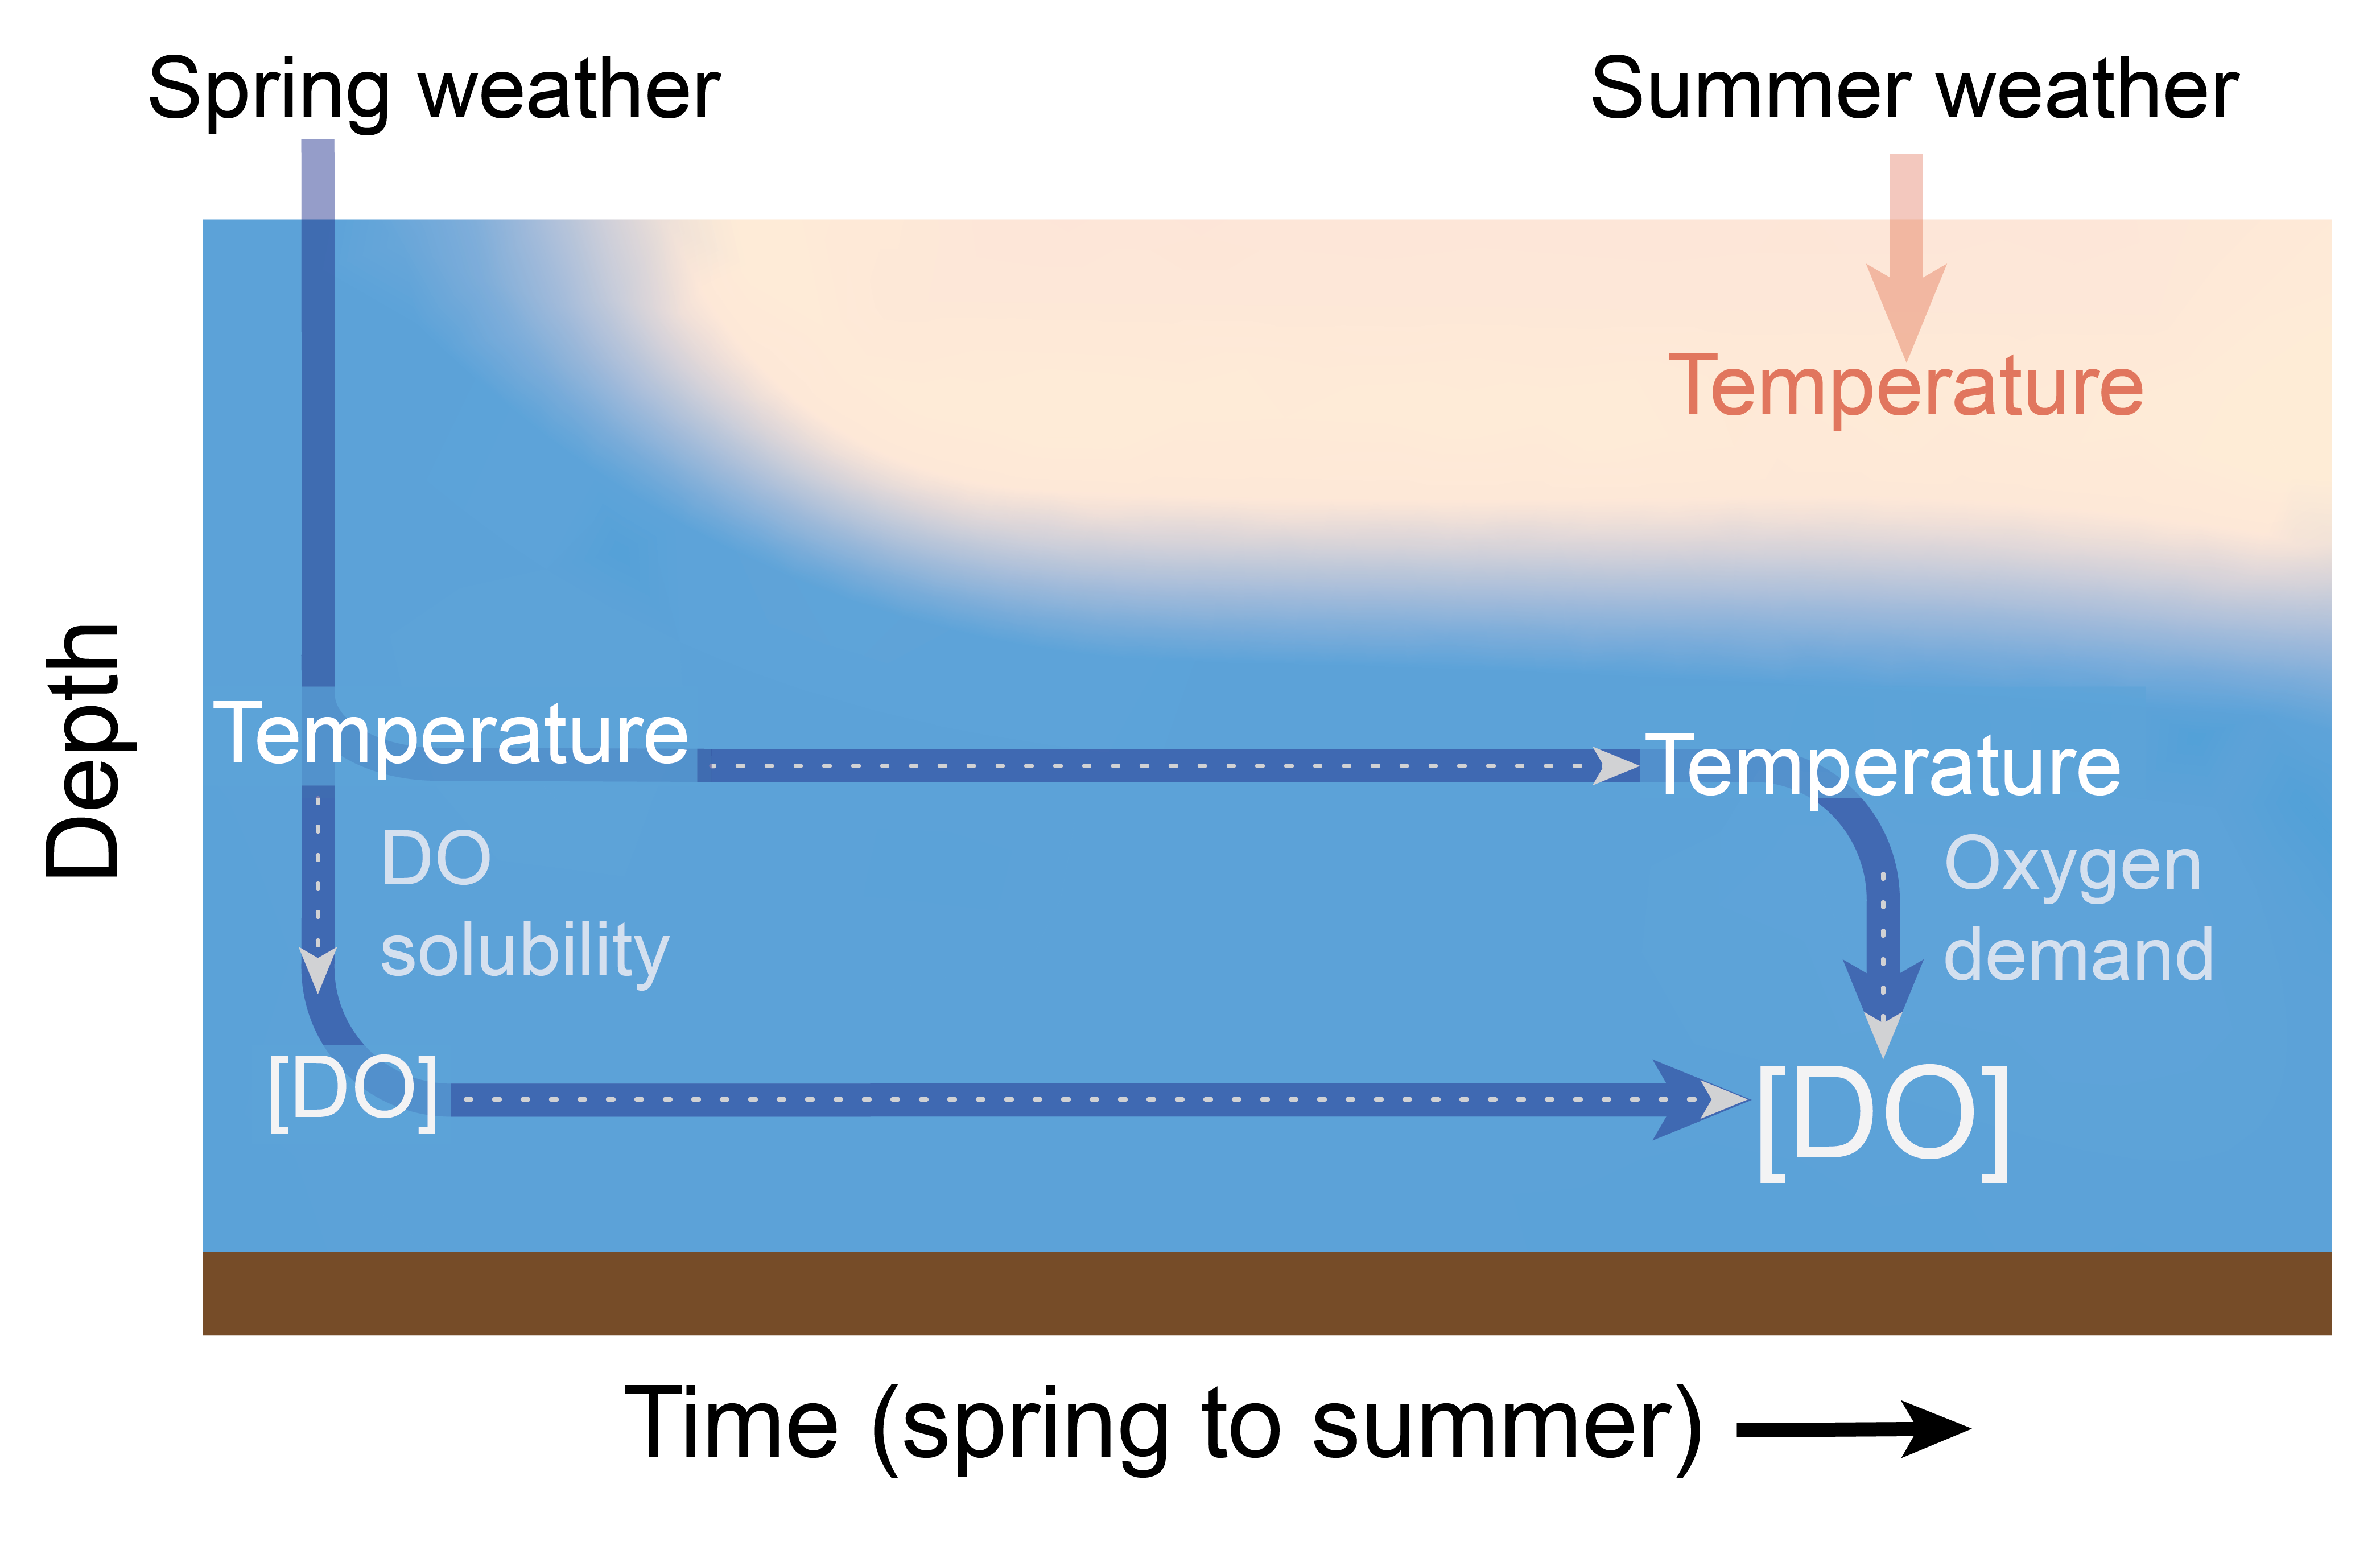 Spring weather
Summer weather
Temperature
Depth
Temperature
Temperature
DO
solubility
Oxygen
demand
[DO]
[DO]
Time (spring to summer)